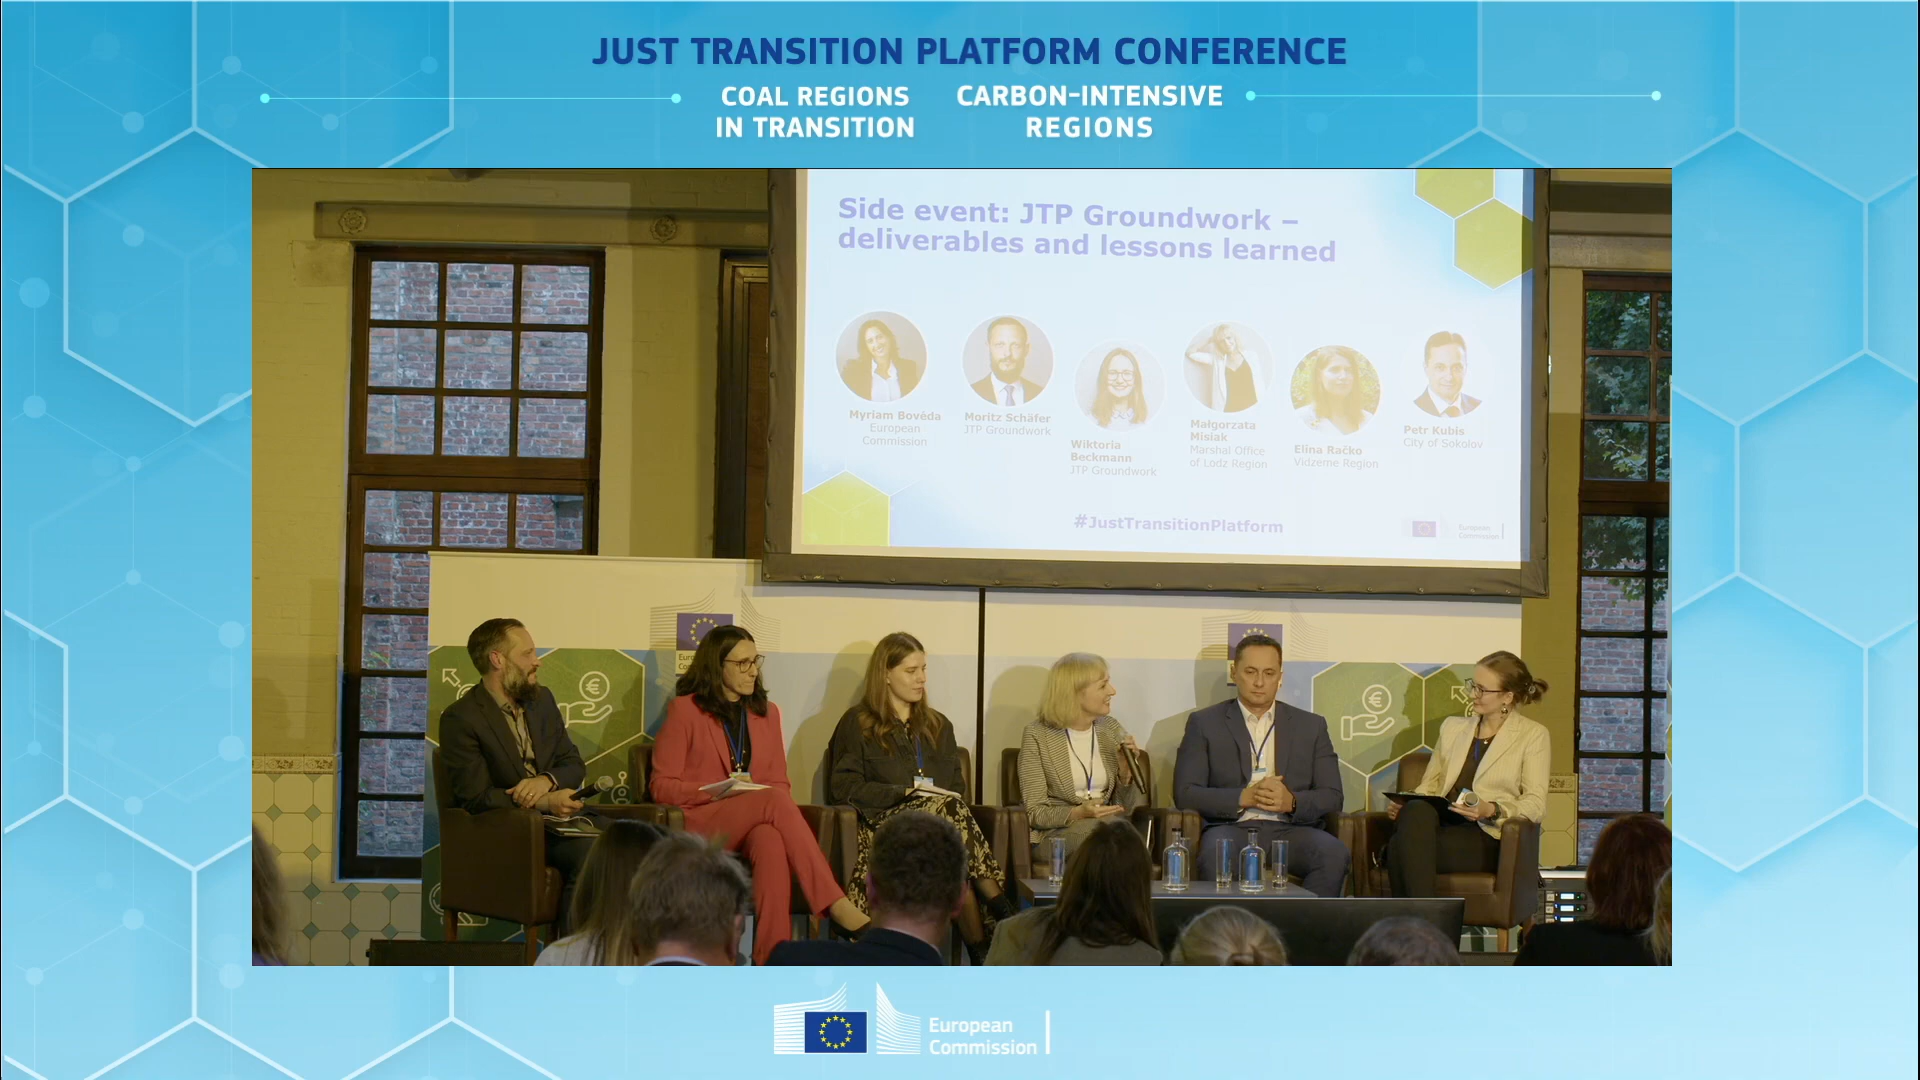 JUST TRANSITION PLATFORM CONFERENCE
COAL REGIONS
IN TRANSITION
CARBON-INTENSIVE
REGIONS
Side event: JTP Groundwork –
deliverables and lessons learned
Myriam Bovéda
European
Commission
Moritz Schäfer
JTP Groundwork
Wiktoria
Beckmann
JTP Groundwork
Małgorzata
Misiak
Marshal Office
of Lodz Region
Elina Račko
Vidzeme Region
Petr Kubis
City of Sokolov
#JustTransitionPlatform
European
Commission
European
Commission